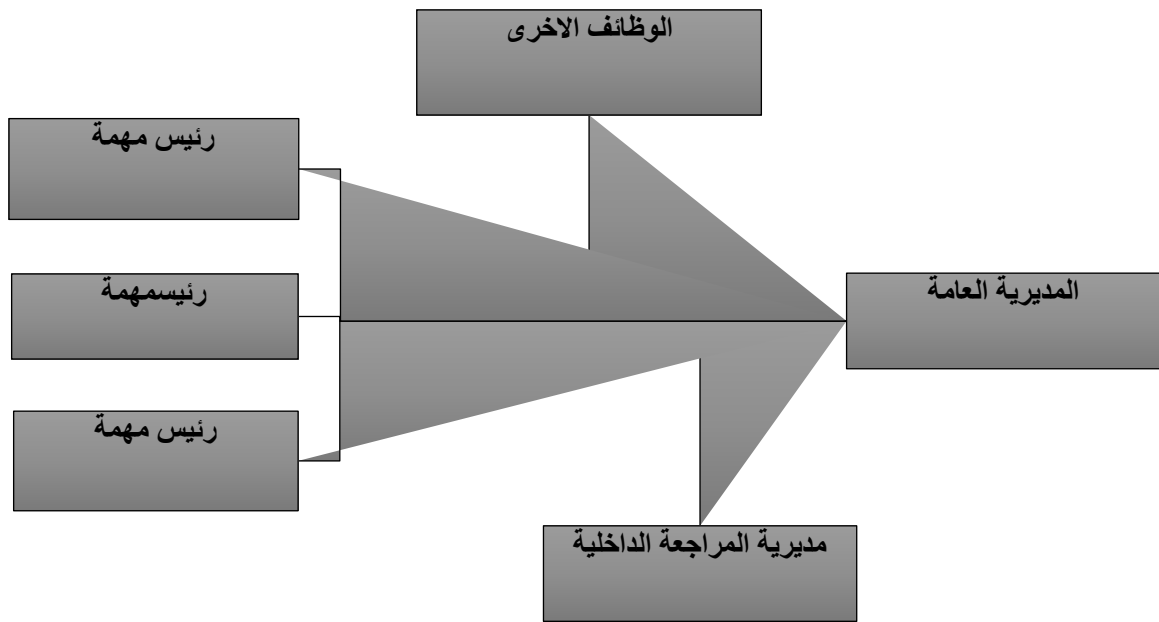 الوظائف الاخرى
رئيس مهمة
رئيسمهمة
المديرية العامة
رئيس مهمة
مديرية المراجعة الداخلية